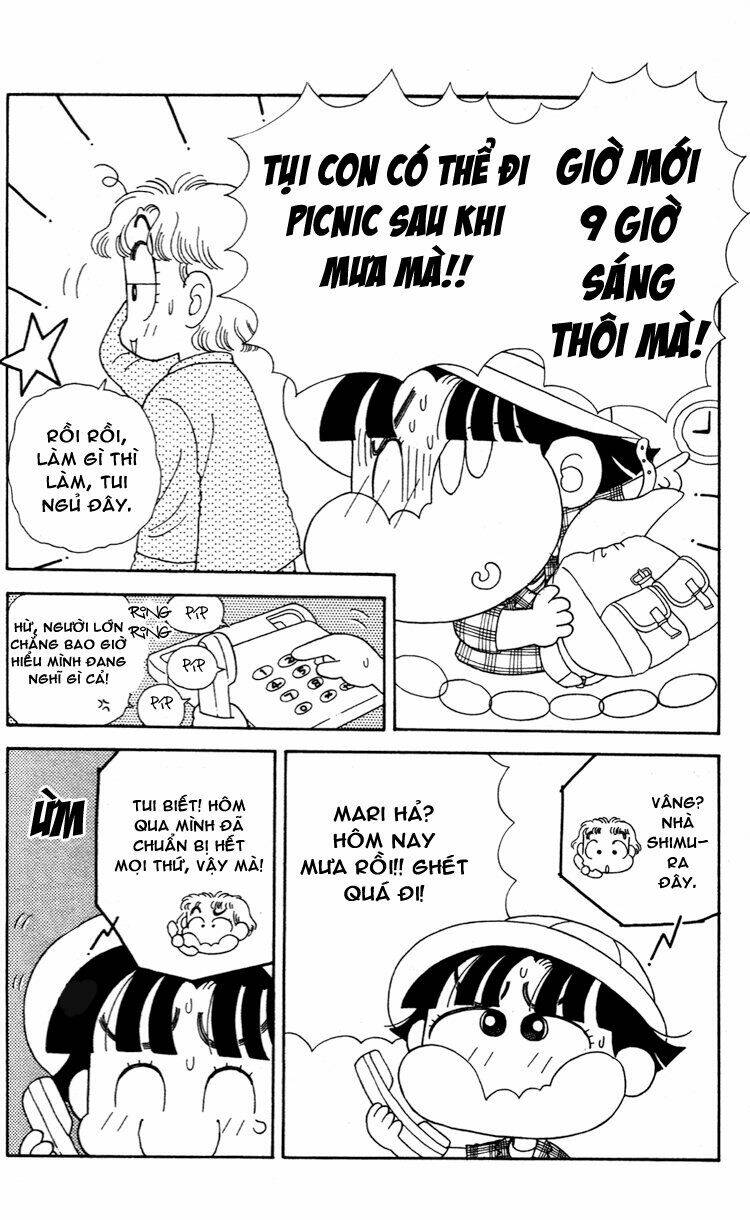 GIỜ MỚI
9 GIỜ
SÁNG
THÔI MÀ!
TỤI CON CÓ THỂ ĐI
PICNIC SAU KHI
MƯA MÀ!!
RỒI RỒI,
LÀM GÌ THÌ
LÀM, TUI
NGỦ ĐÂY.
HỪ, NGƯỜI LỚN
CHẲNG BAO GIỜ
HIỂU MÌNH ĐANG
NGHĨ GÌ CẢ!
RING
RING
PIP
PIP
PIP
VÂNG?
NHÀ
SHIMU-
RA
ĐÂY.
MARI HẢ?
HÔM NAY
MƯA RỒI!! GHÉT
QUÁ ĐI!
TUI BIẾT! HÔM
QUA MÌNH ĐÃ
CHUẨN BỊ HẾT
MỌI THỨ, VẬY MÀ!
ỪM